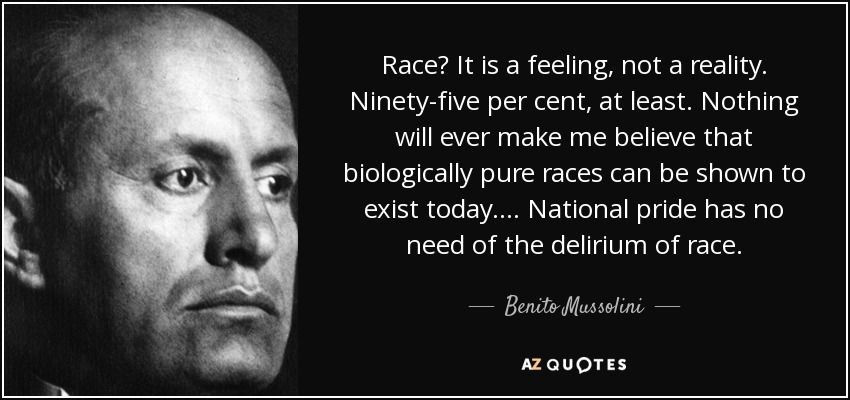 Race? It is a feeling, not a reality.
Ninety-five per cent, at least. Nothing
will ever make me believe that
biologically pure races can be shown to
exist today.... National pride has no
need of the delirium of race.
Benito Mussolini
AZ QUOTES